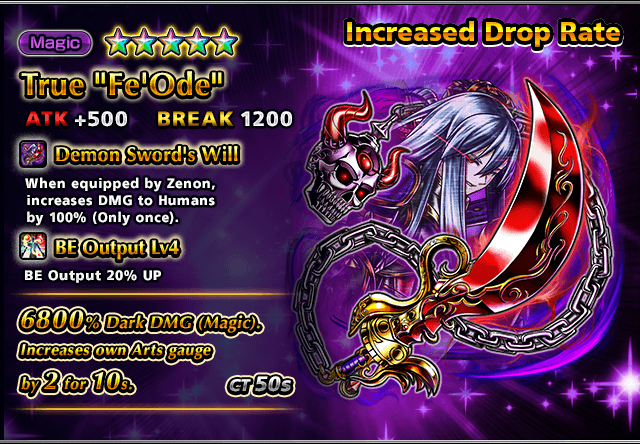 Magic
Increased Drop Rate
True "Fe'Ode"
ATK +500 BREAK 1200
Demon Sword's Will
When equipped by Zenon,
increases DMG to Humans
by 100% (Only once).
BE Output Lv4
BE Output 20% UP
6800% Dark DMG (Magic).
Increases own Arts gauge
by 2 for 10s.
CT 50s